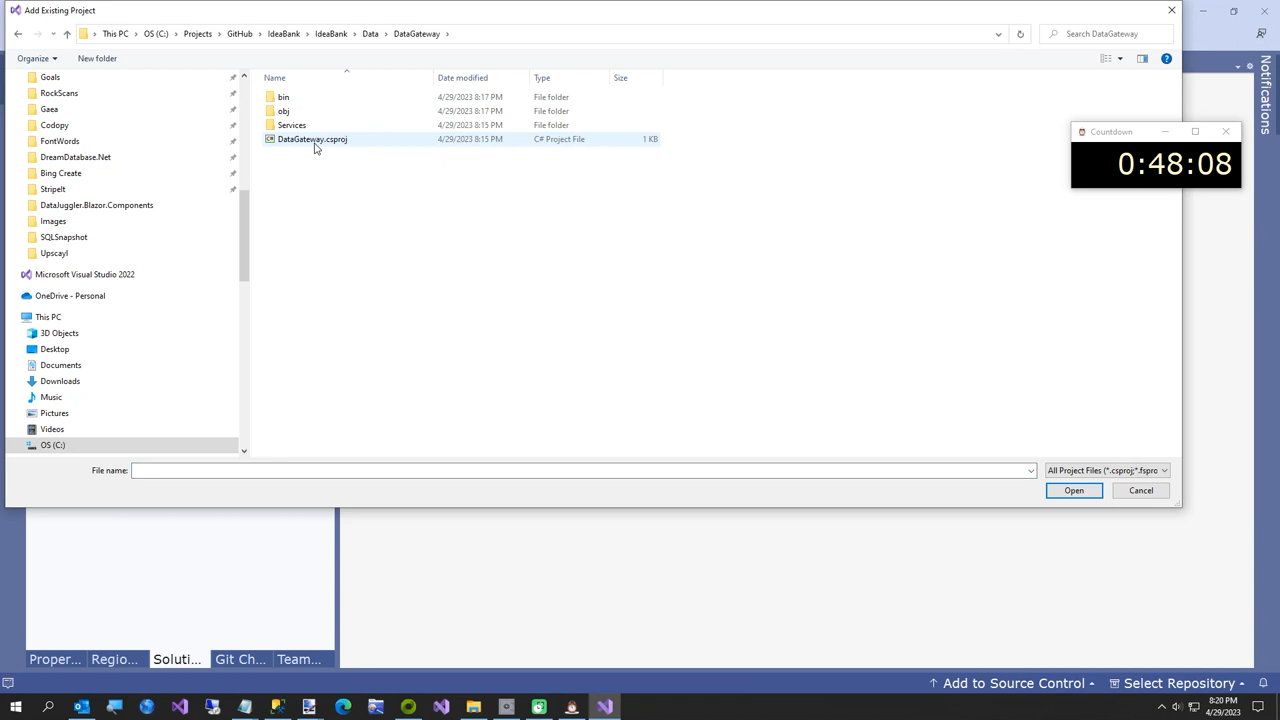 Add Existing Project
This PC > OS (C:) > Projects > GitHub > IdeaBank > IdeaBank > Data > DataGateway >
Search DataGateway
Organize
New folder
Name
Date modified
Type
Size
Goals
RockScans
Gaea
Codopy
FontWords
DreamDatabase.Net
Bing Create
StripeIt
DataJuggler.Blazor.Components
Images
SQLSnapshot
Upscayl
Microsoft Visual Studio 2022
OneDrive - Personal
This PC
3D Objects
Desktop
Documents
Downloads
Music
Pictures
Videos
OS (C:)
bin 4/29/2023 8:17 PM File folder
obj 4/29/2023 8:17 PM File folder
Services 4/29/2023 8:15 PM File folder
DataGateway.csproj 4/29/2023 8:15 PM C# Project File 1 KB
Countdown
0:48:08
Notifications
File name:
All Project Files (*.csproj;*.fspro
Open
Cancel
Proper...
Regio...
Soluti...
Git Ch...
Team...
Add to Source Control
Select Repository
8:20 PM
4/29/2023